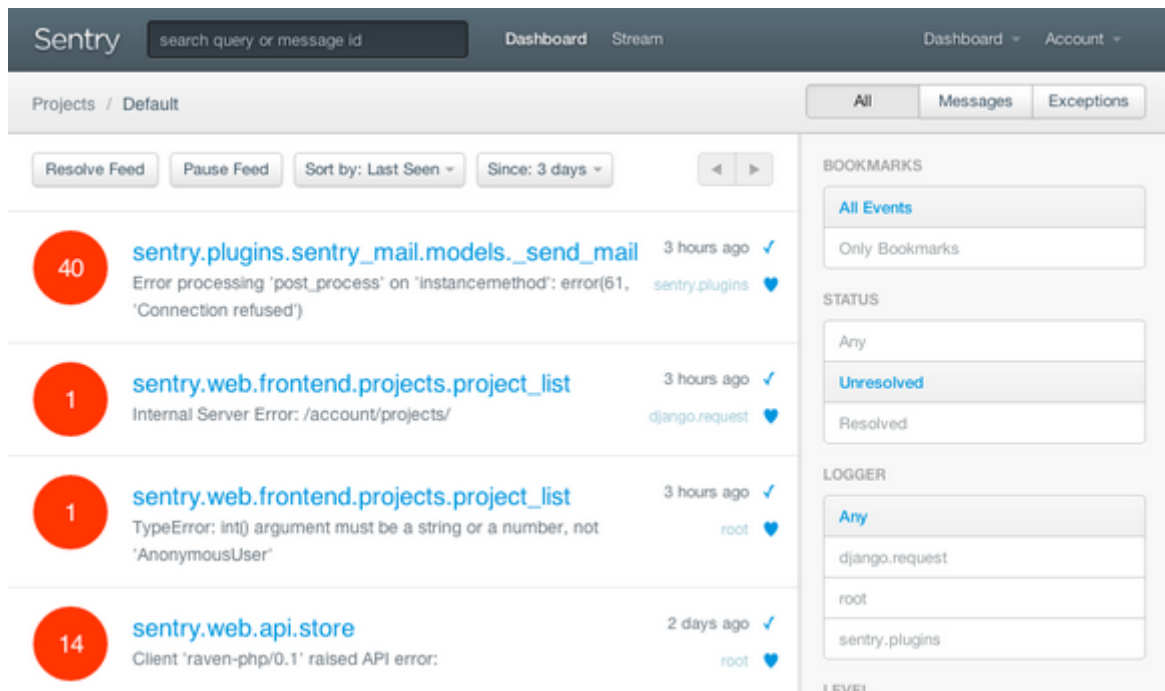 Sentry
search query or message id
Dashboard
Stream
Dashboard
Account
Projects / Default
All
Messages
Exceptions
Resolve Feed
Pause Feed
Sort by: Last Seen
Since: 3 days
40
sentry.plugins.sentry_mail.models._send_mail
3 hours ago
Error processing 'post_process' on 'instancemethod': error(61,
'Connection refused')
sentry.plugins
1
sentry.web.frontend.projects.project_list
3 hours ago
Internal Server Error: /account/projects/
django.request
1
sentry.web.frontend.projects.project_list
3 hours ago
TypeError: int() argument must be a string or a number, not
'AnonymousUser'
root
14
sentry.web.api.store
2 days ago
Client 'raven-php/0.1' raised API error:
root
BOOKMARKS
All Events
Only Bookmarks
STATUS
Any
Unresolved
Resolved
LOGGER
Any
django.request
root
sentry.plugins
LEVEL